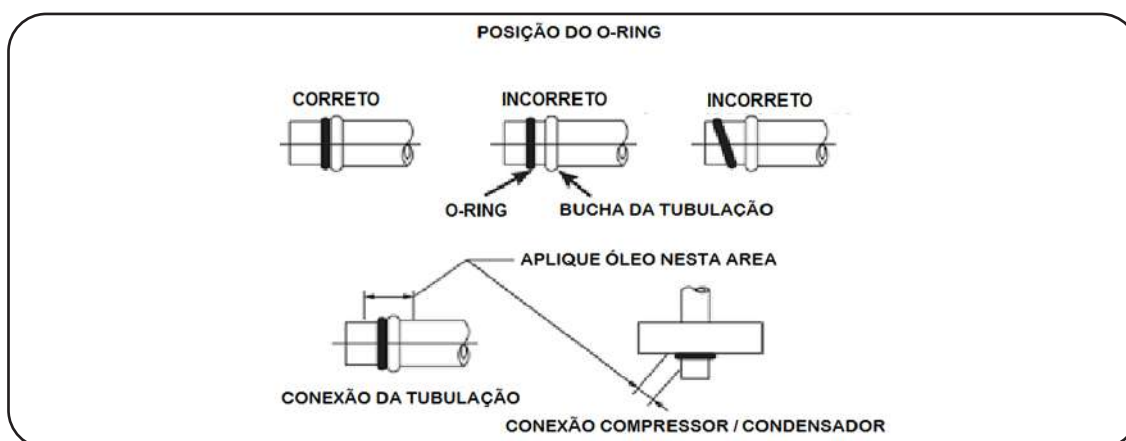 POSIÇÃO DO O-RING
CORRETO
INCORRETO
INCORRETO
O-RING
BUCHA DA TUBULAÇÃO
APLIQUE ÓLEO NESTA AREA
CONEXÃO DA TUBULAÇÃO
CONEXÃO COMPRESSOR / CONDENSADOR